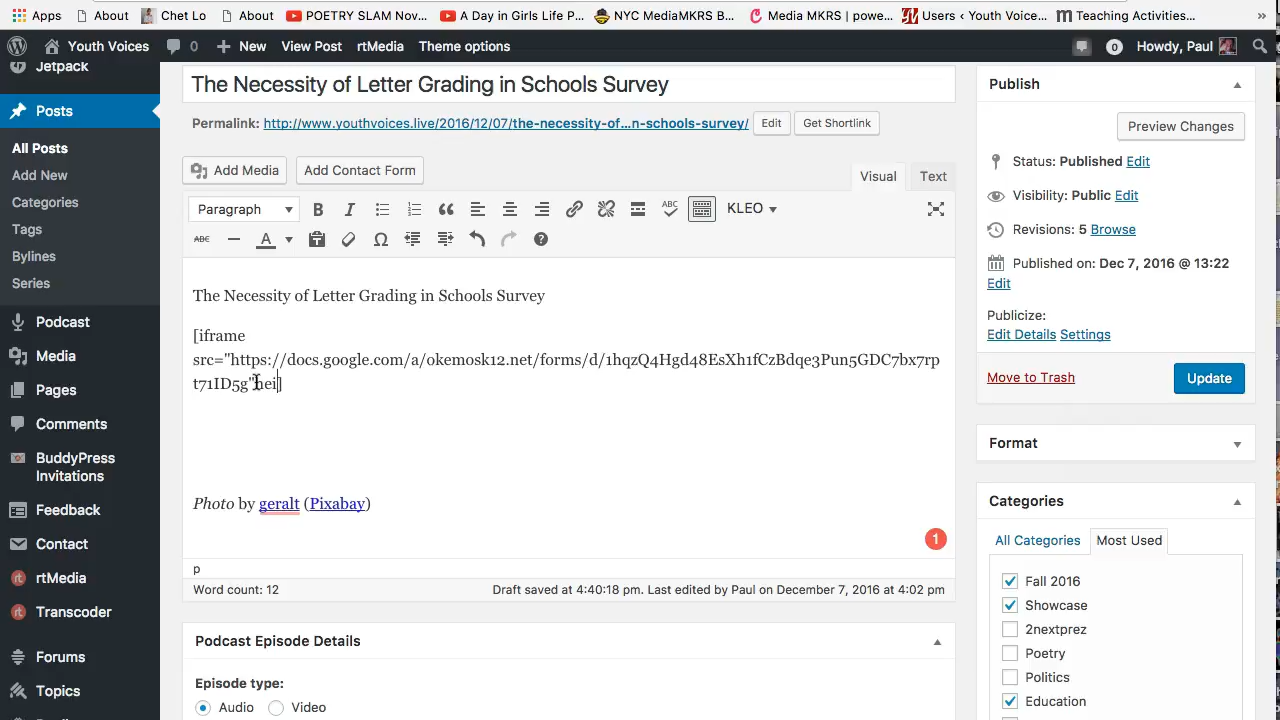 Apps About Chet Lo About POETRY SLAM Nov... A Day in Girls Life P... NYC MediaMKRS B... Media MKRS | powe... Users ‹ Youth Voice... Teaching Activities... »
Youth Voices 0 New View Post rtMedia Theme options 0 Howdy, Paul
Jetpack
Posts
All Posts
Add New
Categories
Tags
Bylines
Series
Podcast
Media
Pages
Comments
BuddyPress
Invitations
Feedback
Contact
rtMedia
Transcoder
Forums
Topics
The Necessity of Letter Grading in Schools Survey
Permalink: http://www.youthvoices.live/2016/12/07/the-necessity-of...n-schools-survey/ Edit Get Shortlink
Add Media Add Contact Form
Visual Text
Paragraph B I ABC KLEO
ABC A
The Necessity of Letter Grading in Schools Survey
[iframe
src="https://docs.google.com/a/okemosk12.net/forms/d/1hqzQ4Hgd48EsXh1fCzBdqe3Pun5GDC7bx7rp
t71ID5g"hei]
Photo by geralt (Pixabay)
1
p
Word count: 12 Draft saved at 4:40:18 pm. Last edited by Paul on December 7, 2016 at 4:02 pm
Podcast Episode Details
Episode type:
Audio Video
Publish
Preview Changes
Status: Published Edit
Visibility: Public Edit
Revisions: 5 Browse
Published on: Dec 7, 2016 @ 13:22
Edit
Publicize:
Edit Details Settings
Move to Trash Update
Format
Categories
All Categories Most Used
Fall 2016
Showcase
2nextprez
Poetry
Politics
Education